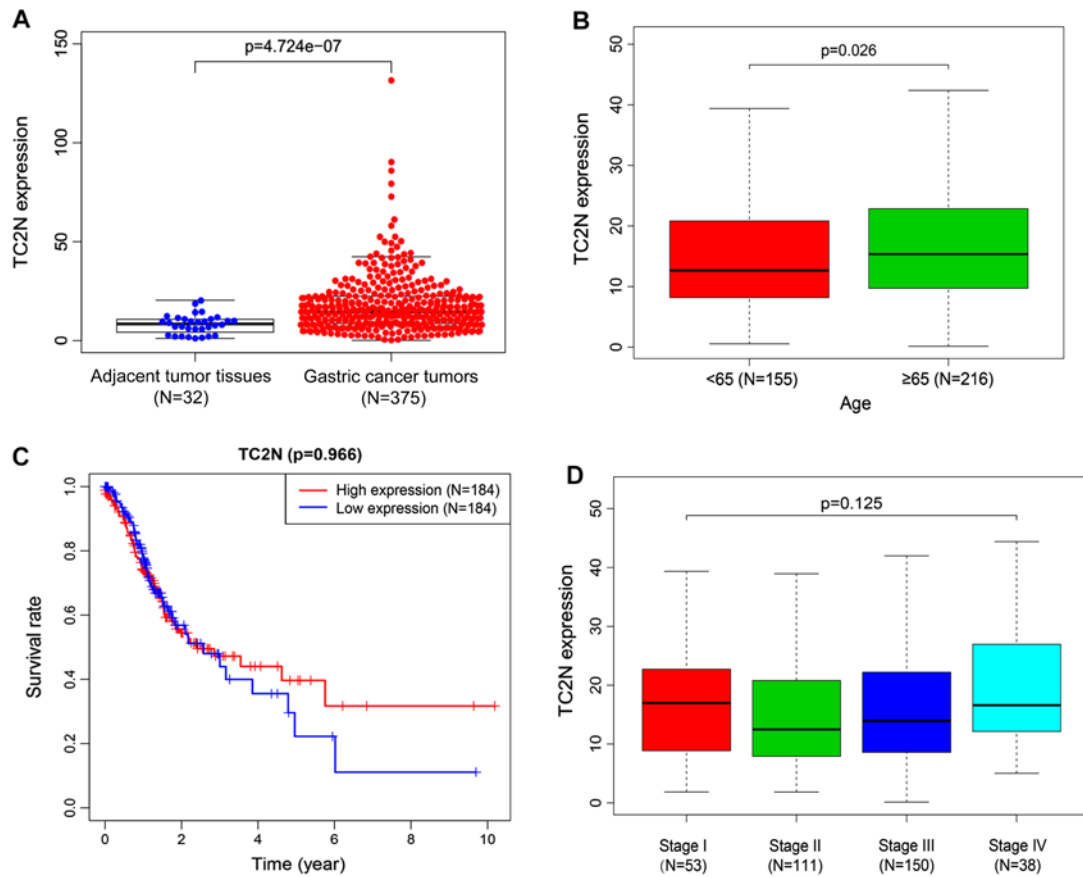 A
p=4.724e−07
TC2N expression
150
100
50
0
Adjacent tumor tissues
(N=32)
Gastric cancer tumors
(N=375)
B
p=0.026
TC2N expression
50
40
30
20
10
0
<65 (N=155)
≥65 (N=216)
Age
C
TC2N (p=0.966)
High expression (N=184)
Low expression (N=184)
Survival rate
1.0
0.8
0.6
0.4
0.2
0.0
0 2 4 6 8 10
Time (year)
D
p=0.125
TC2N expression
50
40
30
20
10
0
Stage I
(N=53)
Stage II
(N=111)
Stage III
(N=150)
Stage IV
(N=38)